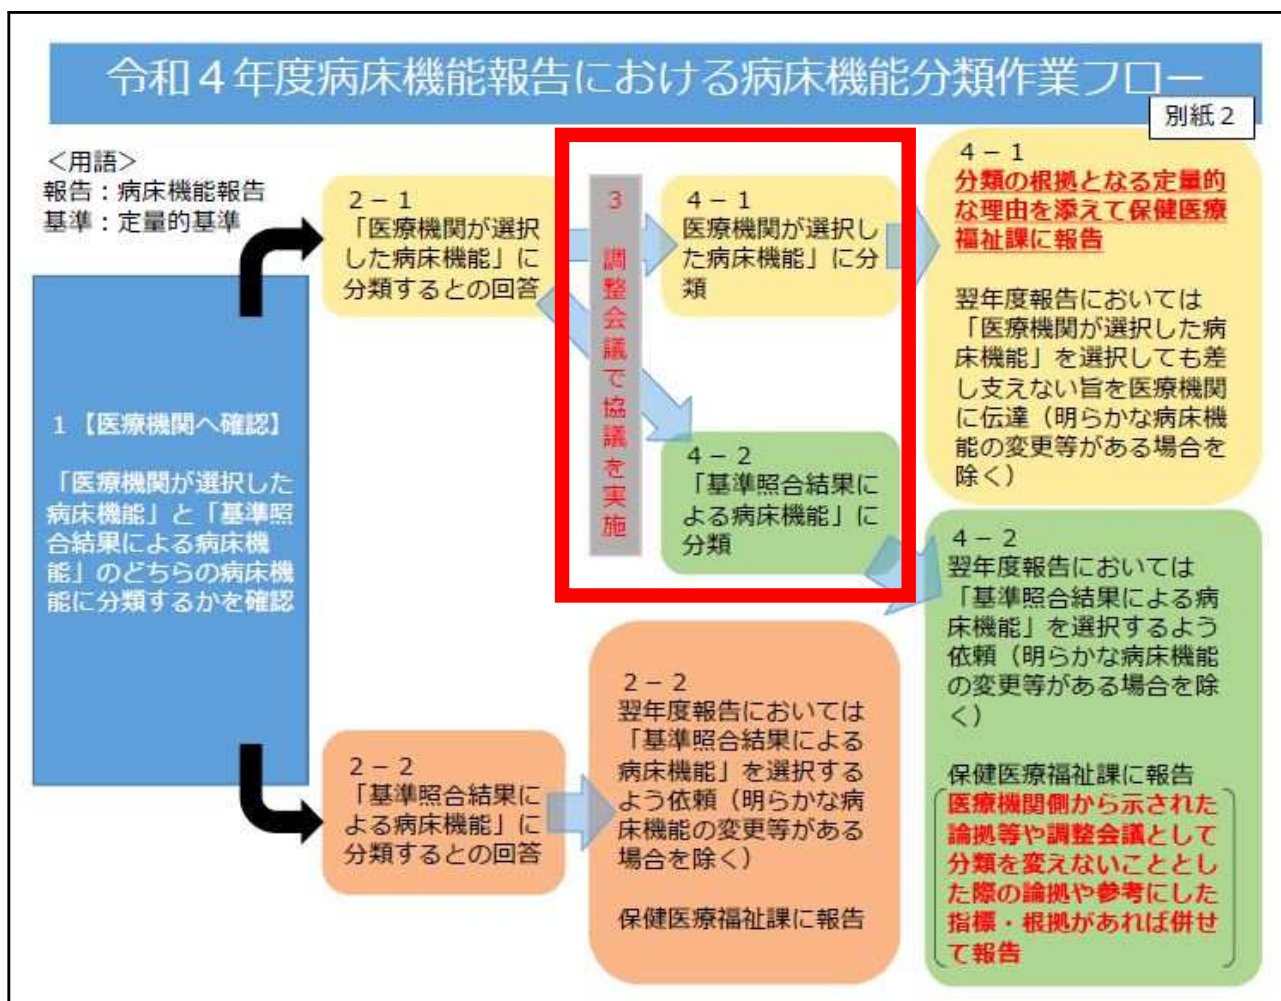 令和４年度病床機能報告における病床機能分類作業フロー
別紙２
＜用語＞
報告：病床機能報告
基準：定量的基準
１【医療機関へ確認】
「医療機関が選択した
病床機能」と「基準照
合結果による病床機
能」のどちらの病床機
能に分類するかを確認
２－１
「医療機関が選択
した病床機能」に
分類するとの回答
３　調整会議で協議を実施
４－１
医療機関が選択し
た病床機能」に分
類
４－１
分類の根拠となる定量的
な理由を添えて保健医療
福祉課に報告
翌年度報告においては
「医療機関が選択した病
床機能」を選択しても差
し支えない旨を医療機関
に伝達（明らかな病床機
能の変更等がある場合を
除く）
４－２
「基準照合結果に
よる病床機能」に
分類
４－２
翌年度報告においては
「基準照合結果による病
床機能」を選択するよう
依頼（明らかな病床機能
の変更等がある場合を除
く）
保健医療福祉課に報告
医療機関側から示された
論拠等や調整会議として
分類を変えないこととし
た際の論拠や参考にした
指標・根拠があれば併せ
て報告
２－２
「基準照合結果に
よる病床機能」に
分類するとの回答
２－２
翌年度報告においては
「基準照合結果による
病床機能」を選択する
よう依頼（明らかな病
床機能の変更等がある
場合を除く）
保健医療福祉課に報告